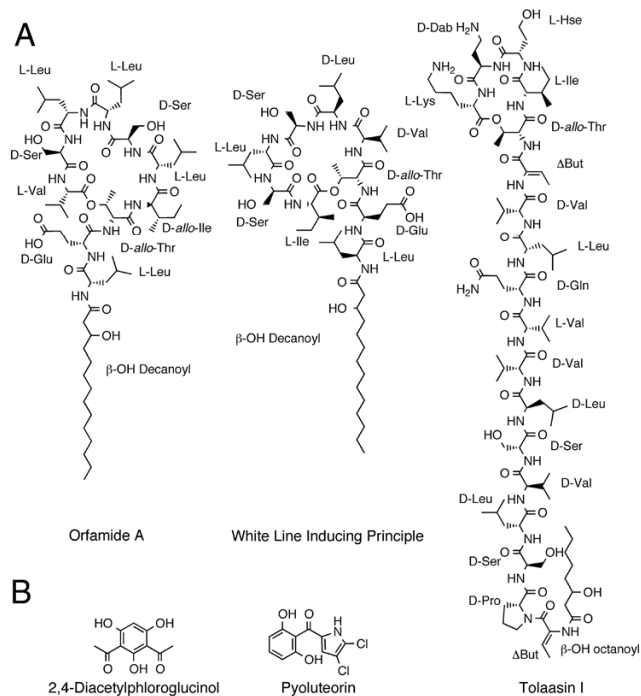 A
L-Leu
L-Leu
D-Ser
D-Ser
L-Leu
L-Val
D-allo-Ile
D-allo-Thr
D-Glu
L-Leu
β-OH Decanoyl
Orfamide A
D-Leu
D-Ser
D-Val
L-Leu
D-allo-Thr
D-Ser
D-Glu
L-Ile
L-Leu
β-OH Decanoyl
White Line Inducing Principle
D-Dab
L-Hse
L-Ile
L-Lys
D-allo-Thr
ΔBut
D-Val
L-Leu
D-Gln
L-Val
D-Val
D-Leu
D-Ser
D-Val
D-Leu
D-Ser
D-Pro
ΔBut
β-OH octanoyl
Tolaasin I
B
2,4-Diacetylphloroglucinol
Pyoluteorin